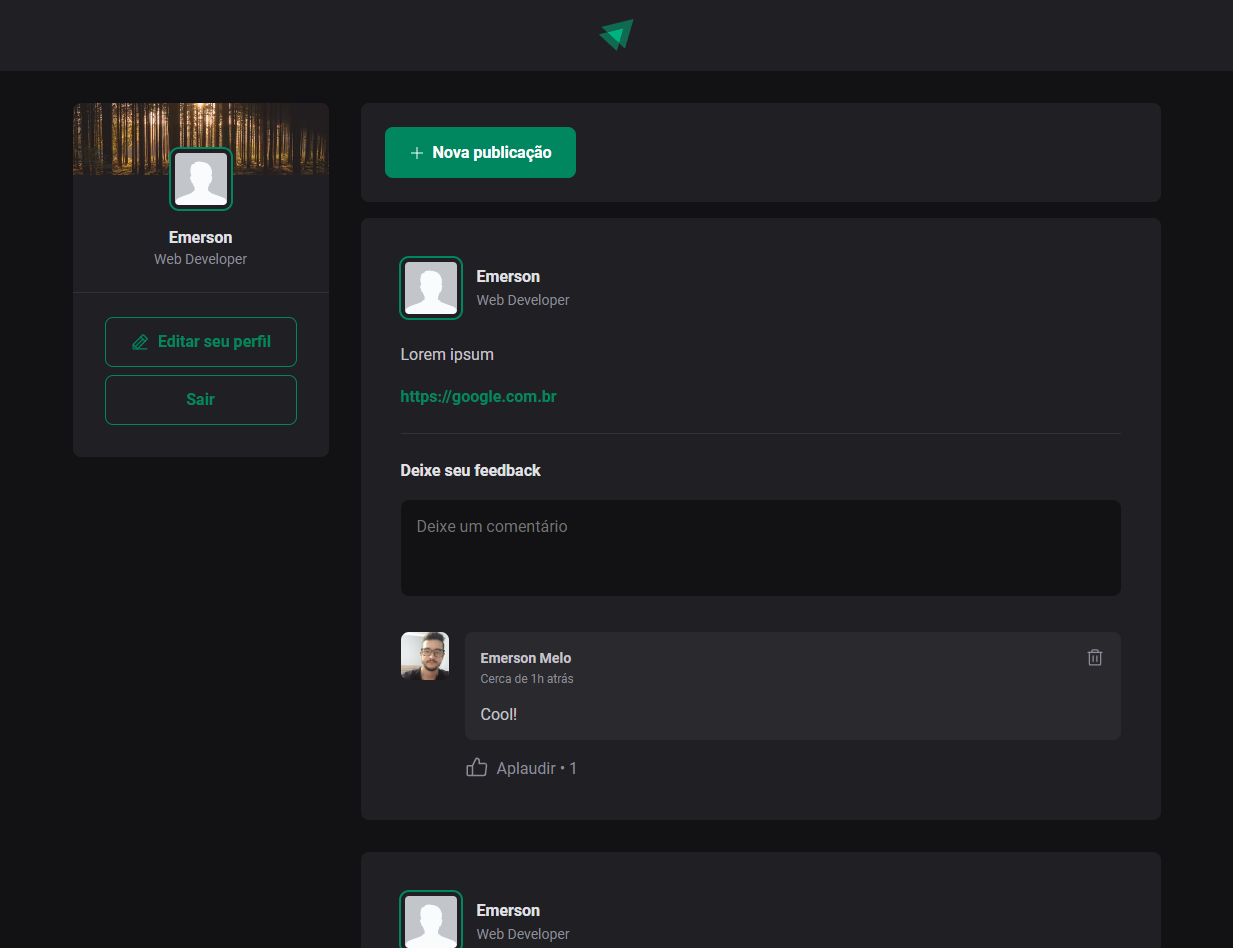 Emerson
Web Developer
Editar seu perfil
Sair
Nova publicação
Emerson
Web Developer
Lorem ipsum
https://google.com.br
Deixe seu feedback
Deixe um comentário
Emerson Melo
Cerca de 1h atrás
Cool!
Aplaudir • 1
Emerson
Web Developer